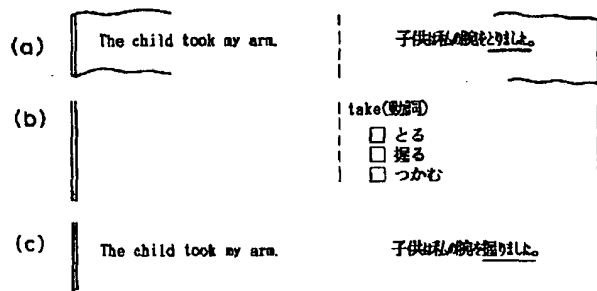 (a) The child took my arm. 子供は私の腕をとりました。
(b) take(動詞)
□ とる
□ 握る
□ つかむ
(c) The child took my arm. 子供は私の腕を握りました。